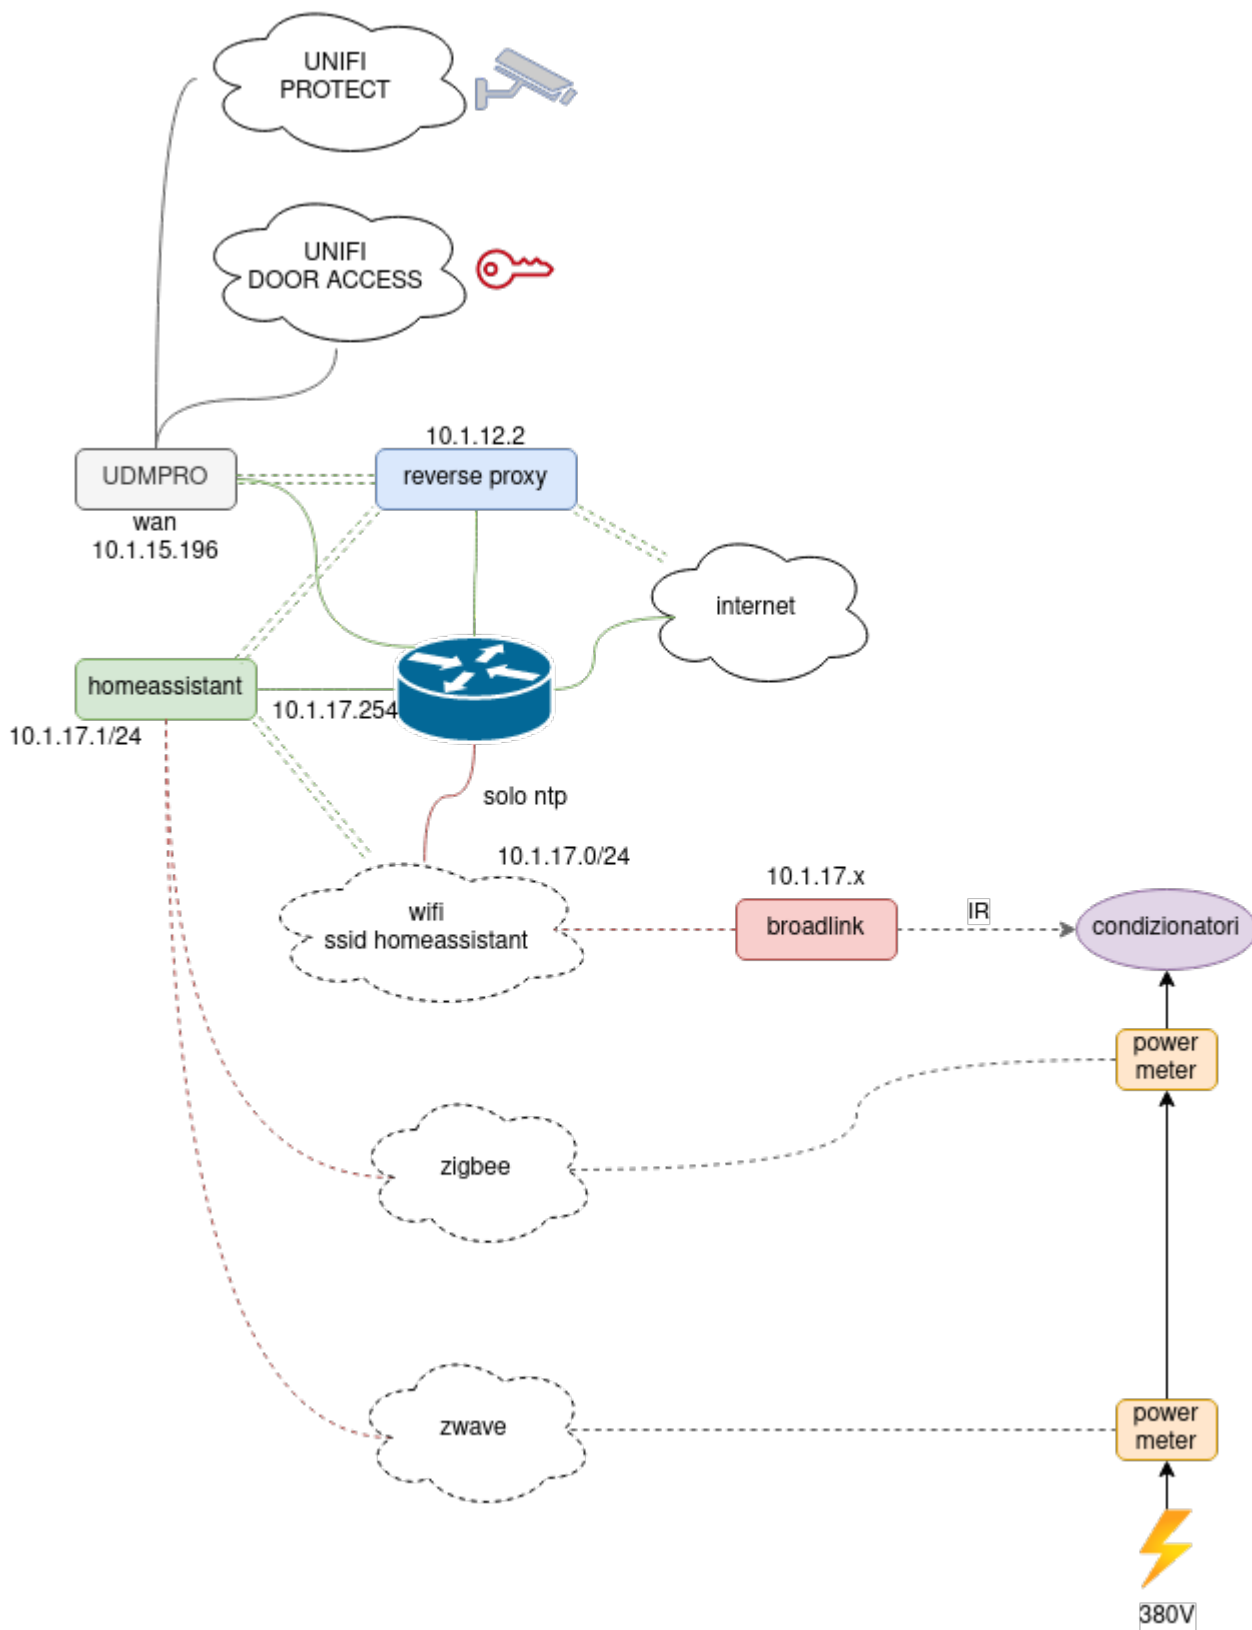 UNIFI
PROTECT
UNIFI
DOOR ACCESS
10.1.12.2
UDMPRO
reverse proxy
wan
10.1.15.196
internet
homeassistant
10.1.17.254
10.1.17.1/24
solo ntp
10.1.17.0/24
10.1.17.x
wifi
ssid homeassistant
broadlink
IR
condizionatori
power
meter
zigbee
power
meter
zwave
380V